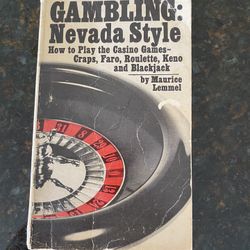 GAMBLING:
Nevada Style
How to Play the Casino Games—
Craps, Faro, Roulette, Keno
and Blackjack
by Maurice
Lemmel